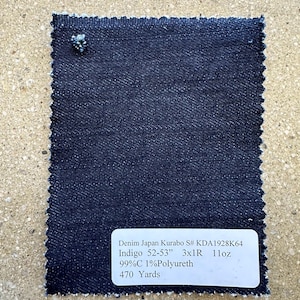 Denim Japan Kurabo S# KDA1928K64
Indigo 52-53" 3x1R 11oz
99%C 1%Polyureth
470 Yards